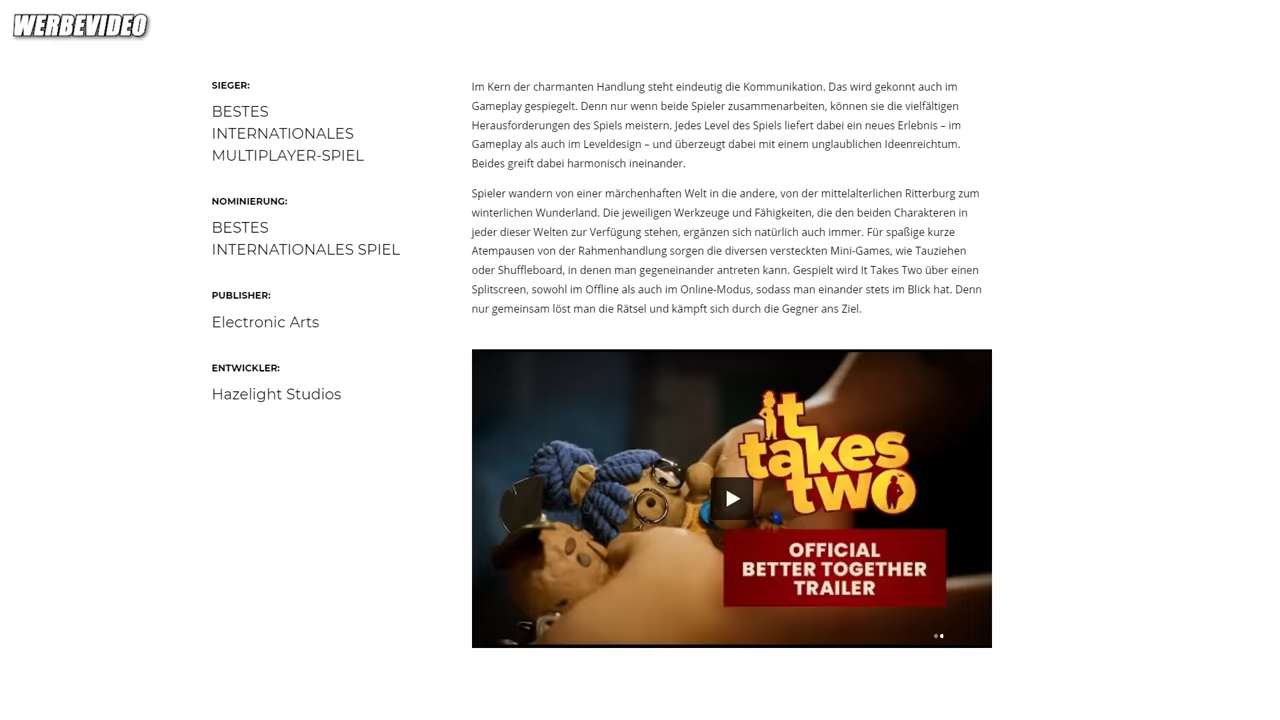 WERBEVIDEO
SIEGER:
BESTES
INTERNATIONALES
MULTIPLAYER-SPIEL
NOMINIERUNG:
BESTES
INTERNATIONALES SPIEL
PUBLISHER:
Electronic Arts
ENTWICKLER:
Hazelight Studios
Im Kern der charmanten Handlung steht eindeutig die Kommunikation. Das wird gekonnt auch im
Gameplay gespiegelt. Denn nur wenn beide Spieler zusammenarbeiten, können sie die vielfältigen
Herausforderungen des Spiels meistern. Jedes Level des Spiels liefert dabei ein neues Erlebnis – im
Gameplay als auch im Leveldesign – und überzeugt dabei mit einem unglaublichen Ideenreichtum.
Beides greift dabei harmonisch ineinander.
Spieler wandern von einer märchenhaften Welt in die andere, von der mittelalterlichen Ritterburg zum
winterlichen Wunderland. Die jeweiligen Werkzeuge und Fähigkeiten, die den beiden Charakteren in
jeder dieser Welten zur Verfügung stehen, ergänzen sich natürlich auch immer. Für spaßige kurze
Atempausen von der Rahmenhandlung sorgen die diversen versteckten Mini-Games, wie Tauziehen
oder Shuffleboard, in denen man gegeneinander antreten kann. Gespielt wird It Takes Two über einen
Splitscreen, sowohl im Offline als auch im Online-Modus, sodass man einander stets im Blick hat. Denn
nur gemeinsam löst man die Rätsel und kämpft sich durch die Gegner ans Ziel.
it
takes
two
OFFICIAL
BETTER TOGETHER
TRAILER